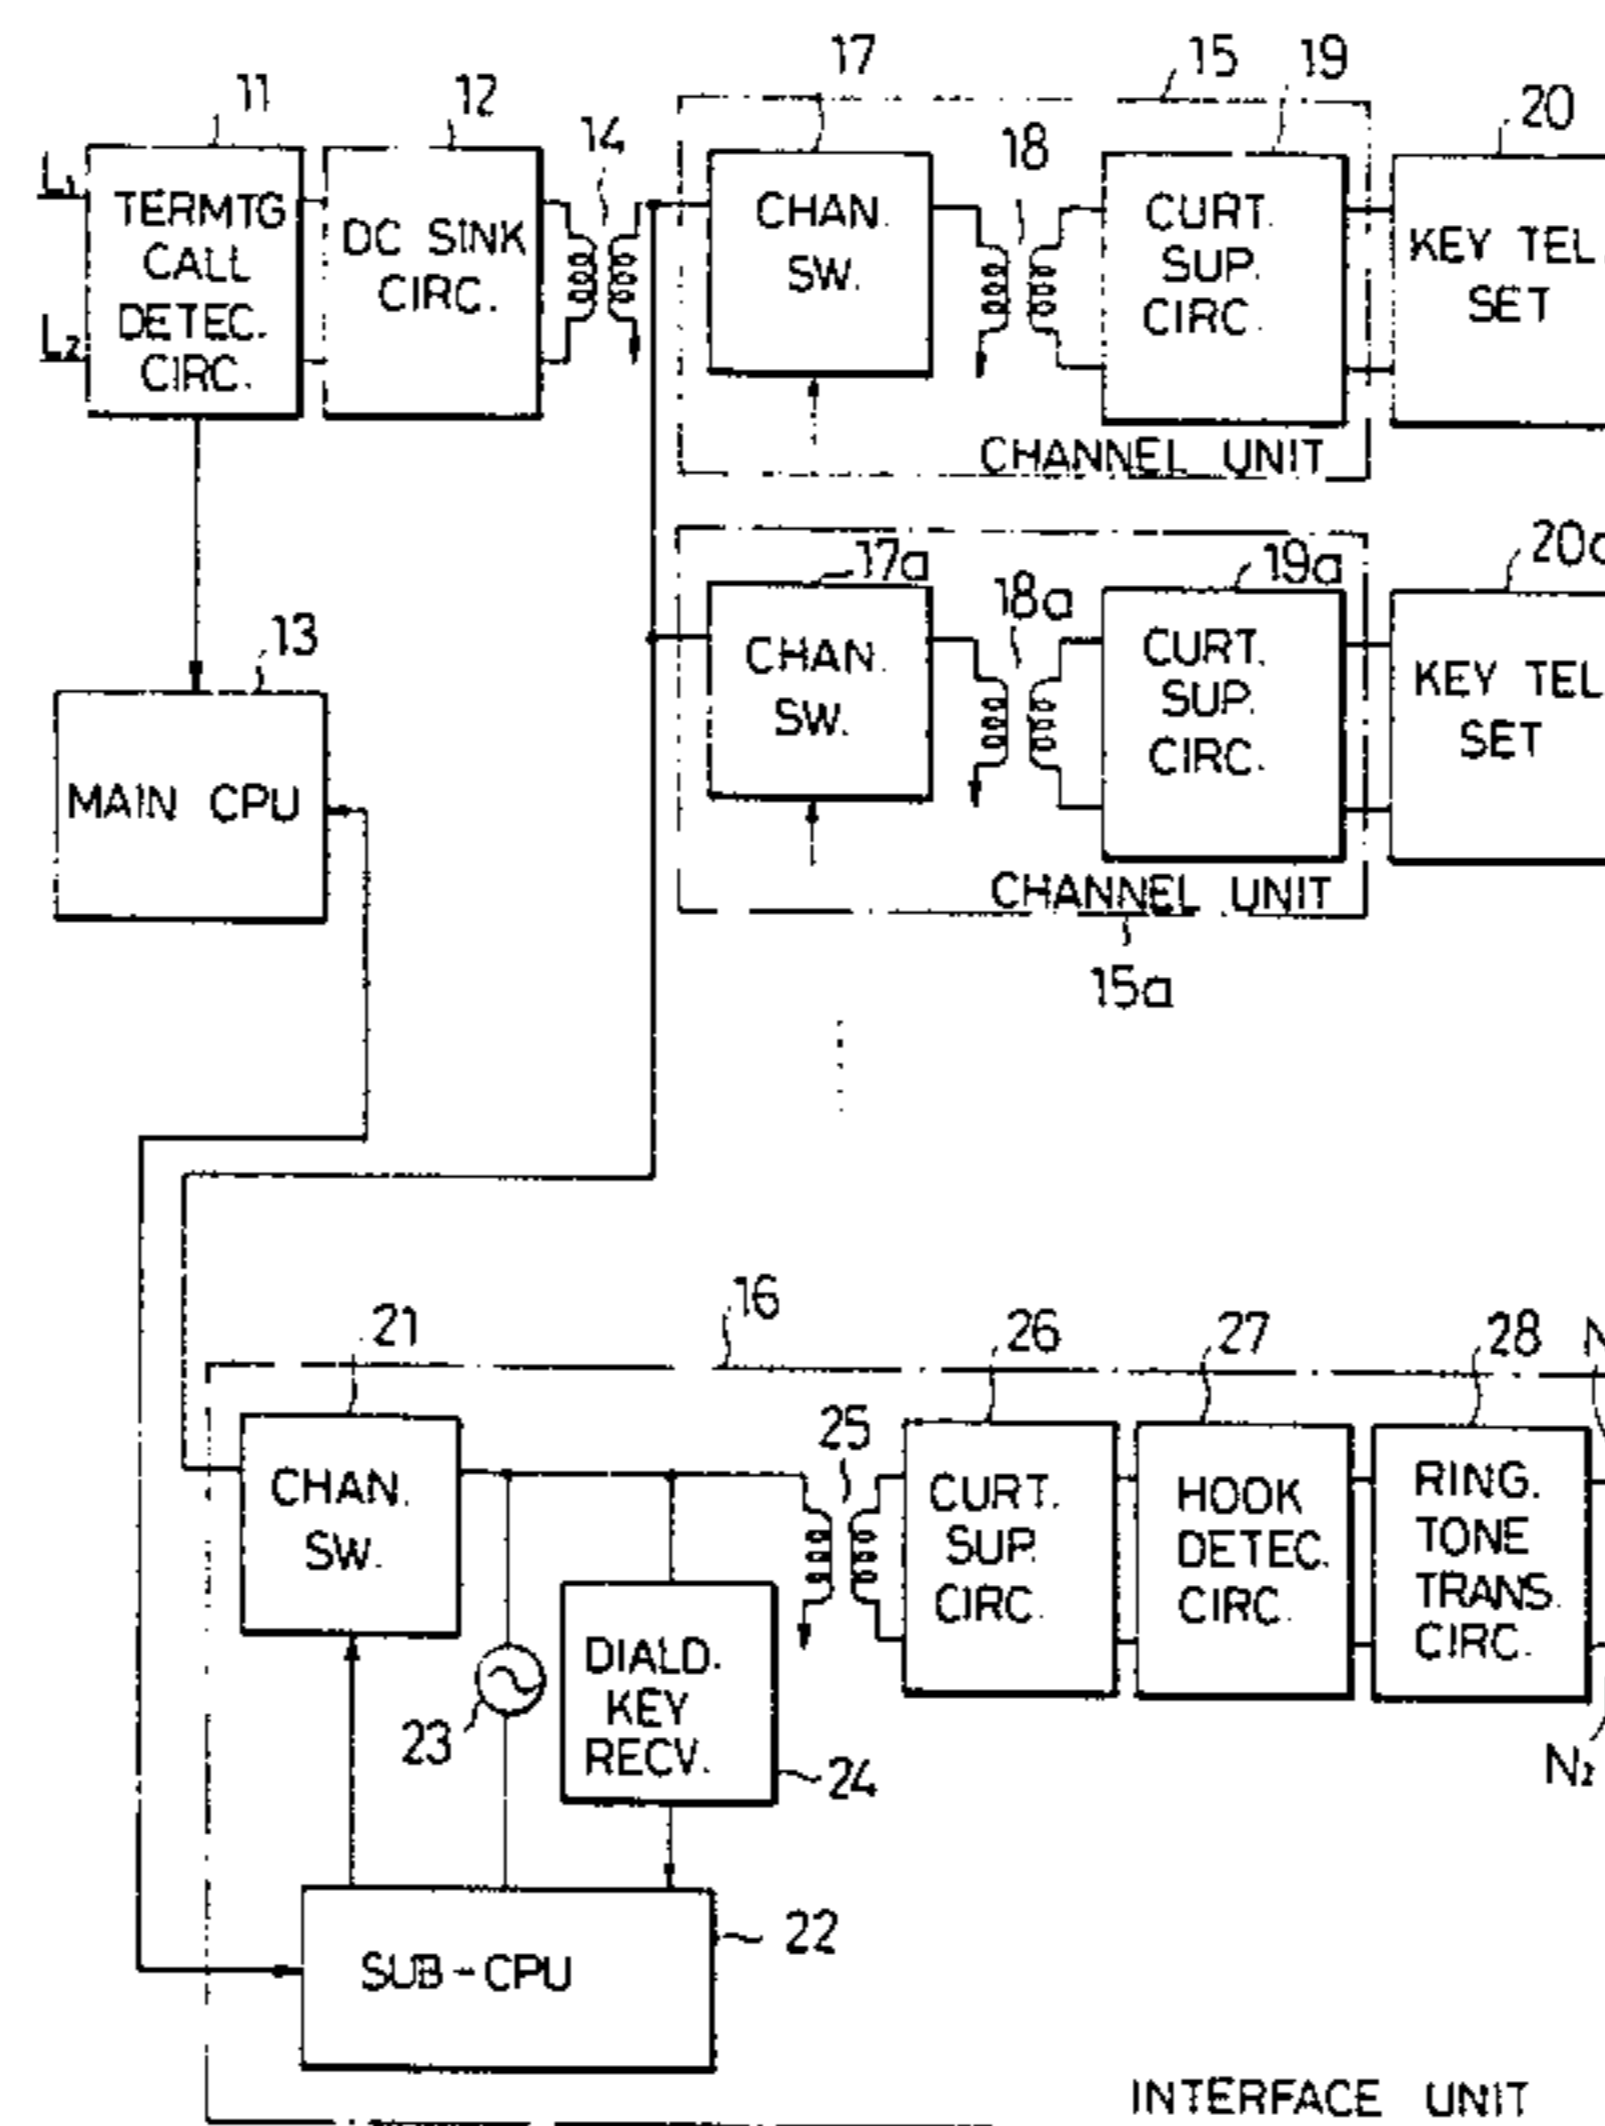 11
12
14
17
15
19
20
18
L1
L2
TERMTG
CALL
DETEC.
CIRC.
DC SINK
CIRC.
CHAN.
SW.
CURT.
SUP.
CIRC.
KEY TEL
SET
CHANNEL UNIT
17a
18a
19a
13
MAIN CPU
CHAN.
SW.
CURT.
SUP.
CIRC.
KEY TEL
SET
CHANNEL UNIT
15a
16
21
25
26
27
28
CHAN.
SW.
CURT.
SUP.
CIRC.
HOOK
DETEC.
CIRC.
RING.
TONE
TRANS.
CIRC.
23
DIALD.
KEY
RECV.
24
N2
22
SUB-CPU
INTERFACE UNIT